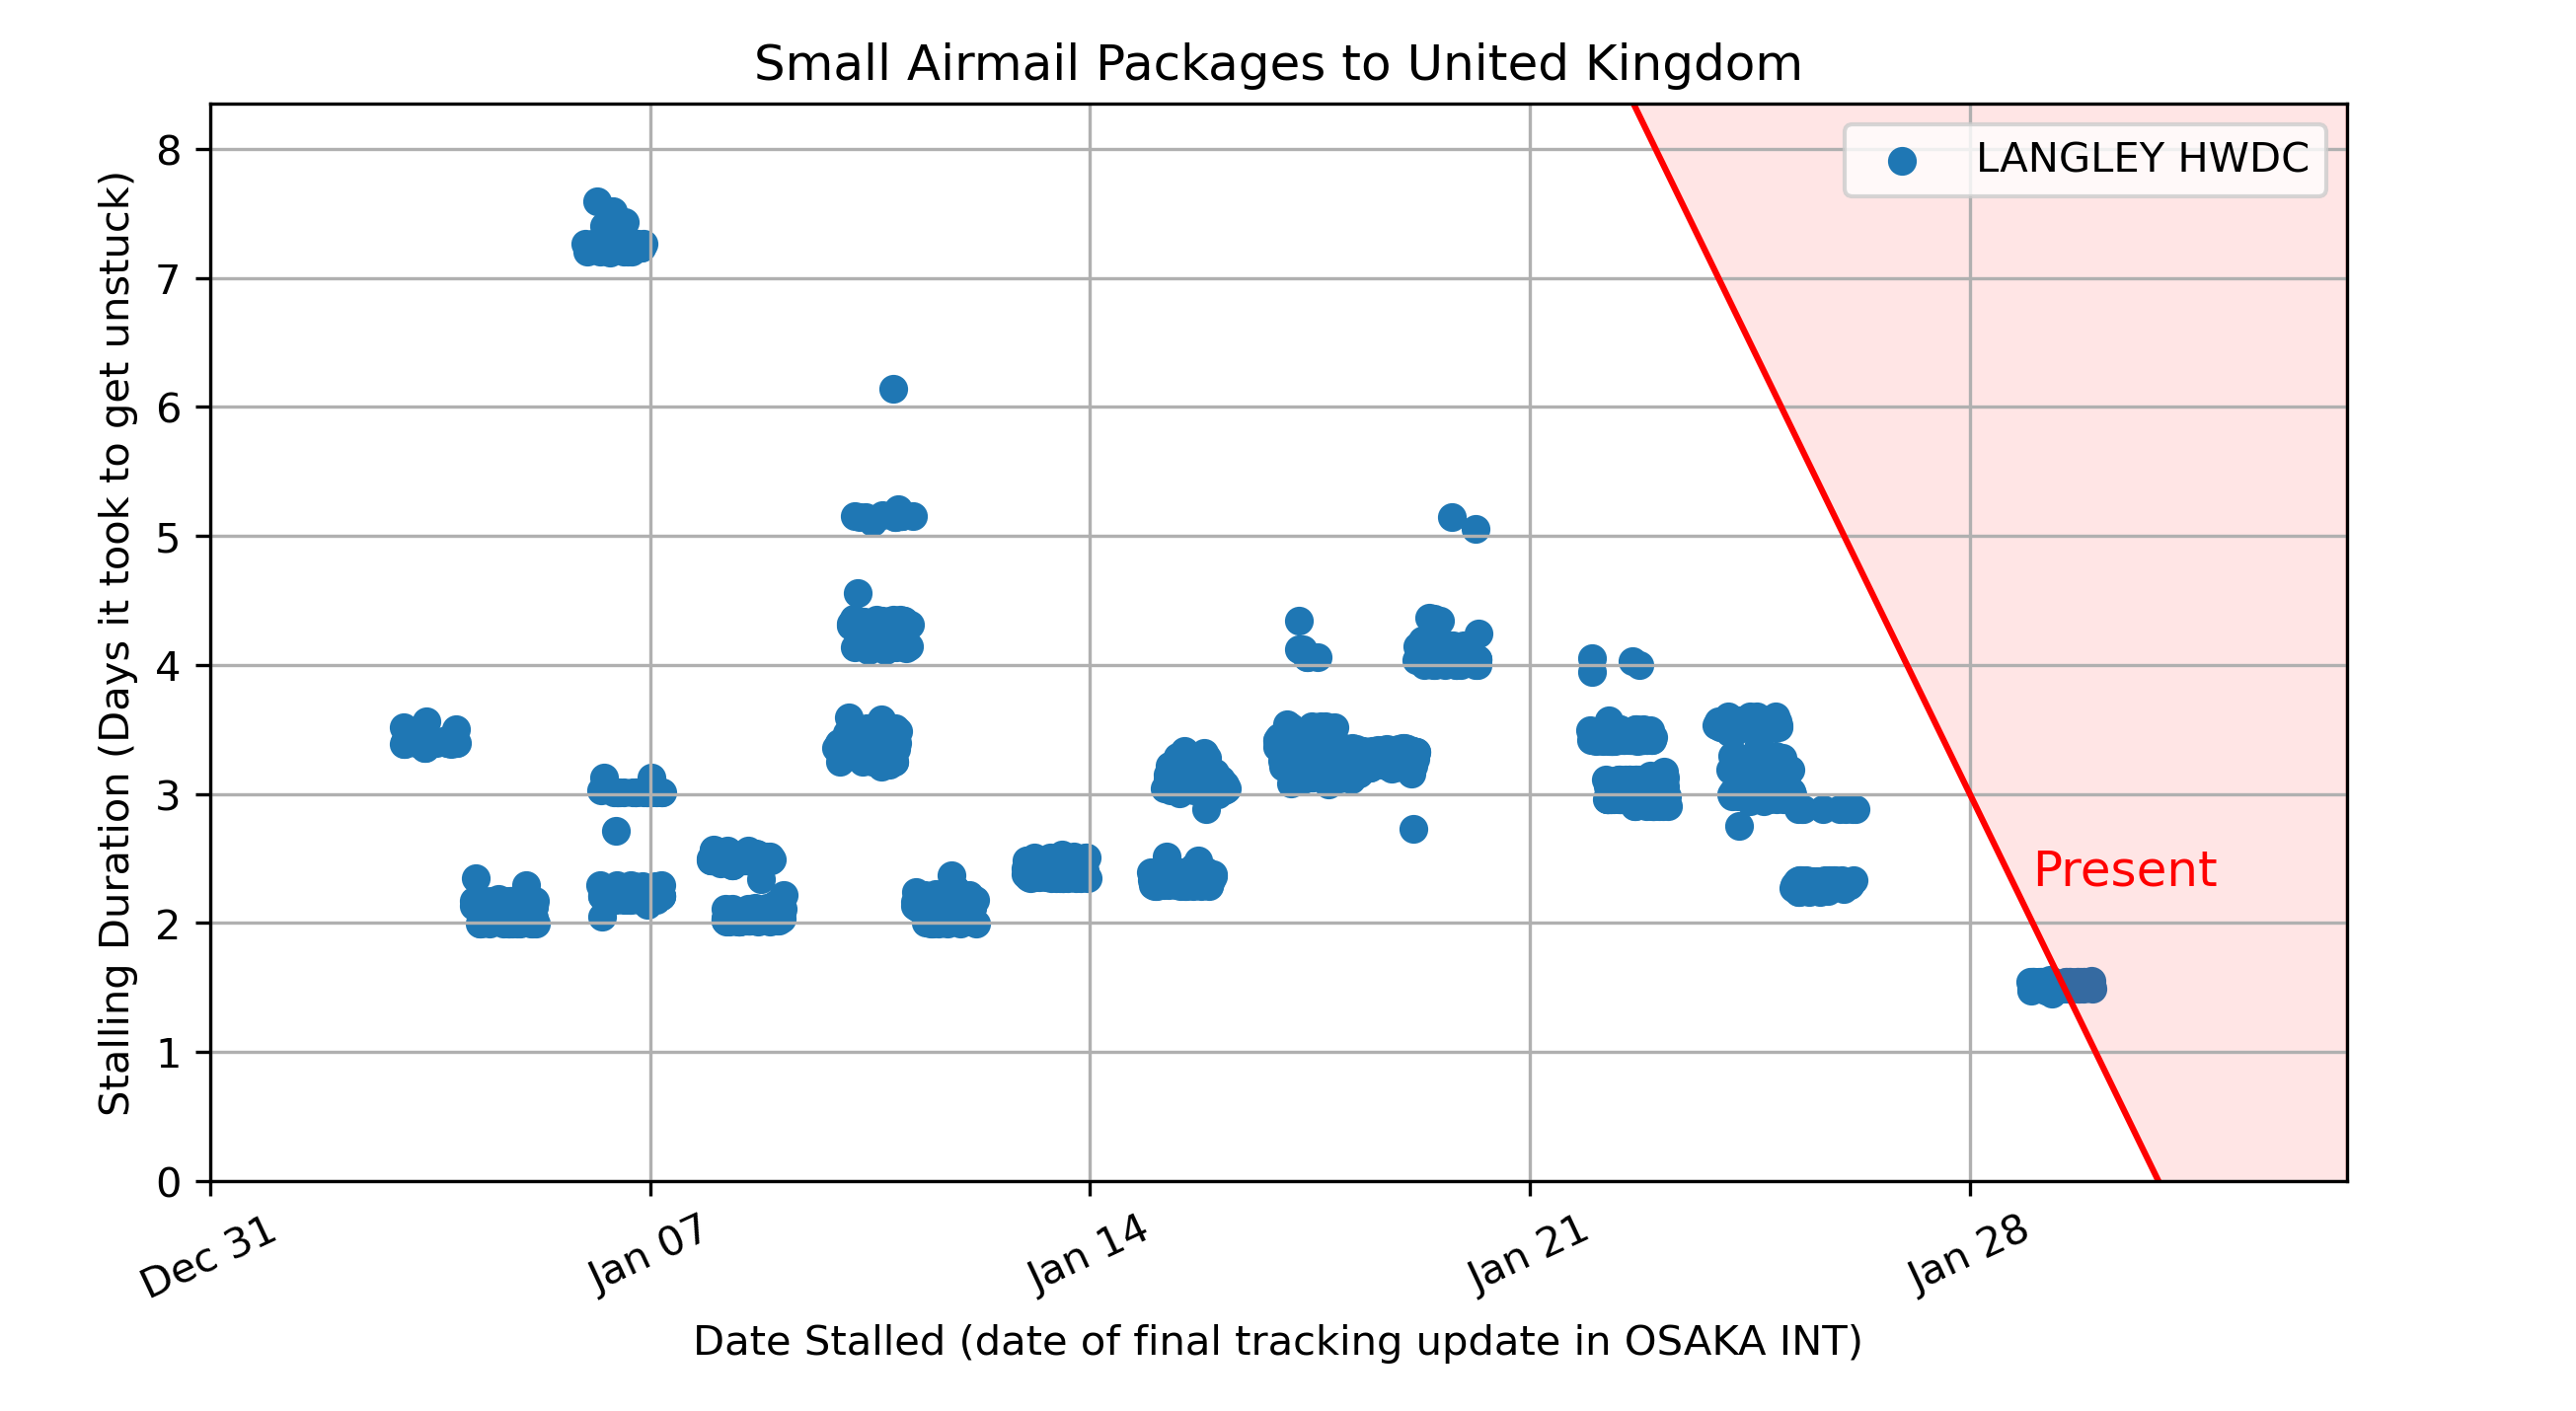 Small Airmail Packages to United Kingdom
LANGLEY HWDC
Stalling Duration (Days it took to get unstuck)
8
7
6
5
4
3
2
1
0
Present
Dec 31
Jan 07
Jan 14
Jan 21
Jan 28
Date Stalled (date of final tracking update in OSAKA INT)